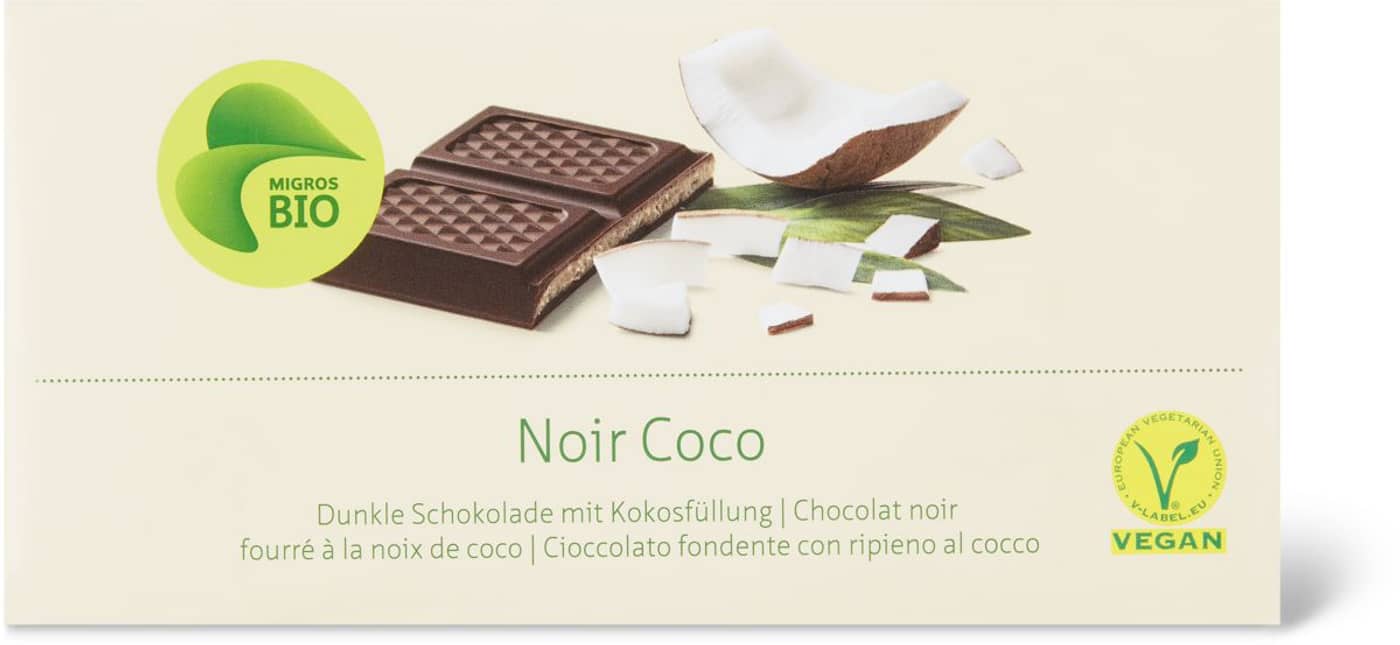 MIGROS
BIO
Noir Coco
Dunkle Schokolade mit Kokosfüllung | Chocolat noir
fourré à la noix de coco | Cioccolato fondente con ripieno al cocco
EUROPEAN VEGETARIAN UNION
V-LABEL.EU
®
VEGAN